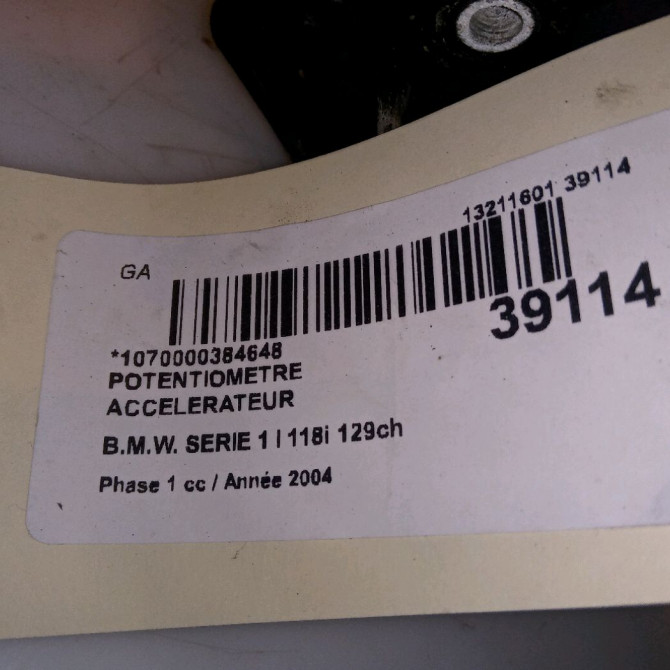 13211601 39114
GA
39114
*1070000384648
POTENTIOMETRE
ACCELERATEUR
B.M.W. SERIE 1 I 118i 129ch
Phase 1 cc / Année 2004